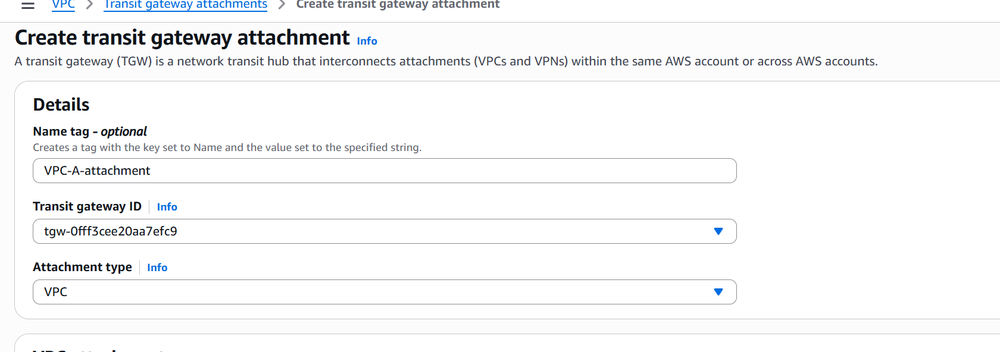 VPC > Transit gateway attachments > Create transit gateway attachment
Create transit gateway attachment Info
A transit gateway (TGW) is a network transit hub that interconnects attachments (VPCs and VPNs) within the same AWS account or across AWS accounts.
Details
Name tag - optional
Creates a tag with the key set to Name and the value set to the specified string.
VPC-A-attachment
Transit gateway ID Info
tgw-0fff3cee20aa7efc9
Attachment type Info
VPC